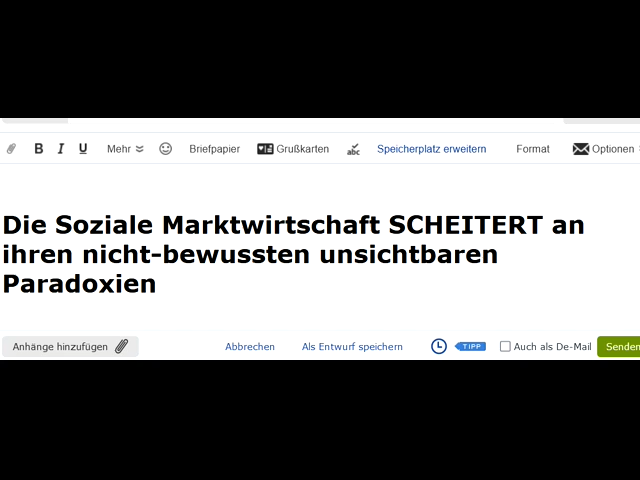 B I U Mehr Briefpapier Grußkarten abc Speicherplatz erweitern Format Optionen
Die Soziale Marktwirtschaft SCHEITERT an
ihren nicht-bewussten unsichtbaren
Paradoxien
Anhänge hinzufügen Abbrechen Als Entwurf speichern TIPP Auch als De-Mail Senden